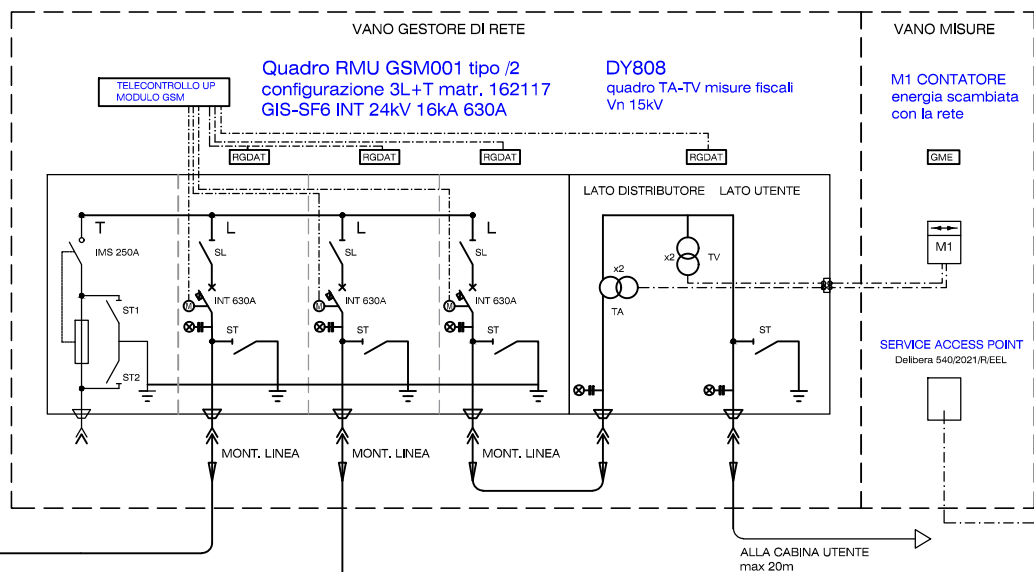 VANO GESTORE DI RETE
VANO MISURE
TELECONTROLLO UP
MODULO GSM
Quadro RMU GSM001 tipo /2
configurazione 3L+T matr. 162117
GIS-SF6 INT 24kV 16kA 630A
DY808
quadro TA-TV misure fiscali
Vn 15kV
M1 CONTATORE
energia scambiata
con la rete
RGDAT
RGDAT
RGDAT
RGDAT
GME
LATO DISTRIBUTORE
LATO UTENTE
T
L
L
L
IMS 250A
SL
SL
SL
x2
TV
M1
x2
TA
M
INT 630A
M
INT 630A
M
INT 630A
ST1
ST2
ST
ST
ST
ST
SERVICE ACCESS POINT
Delibera 540/2021/R/EEL
MONT. LINEA
MONT. LINEA
MONT. LINEA
ALLA CABINA UTENTE
max 20m